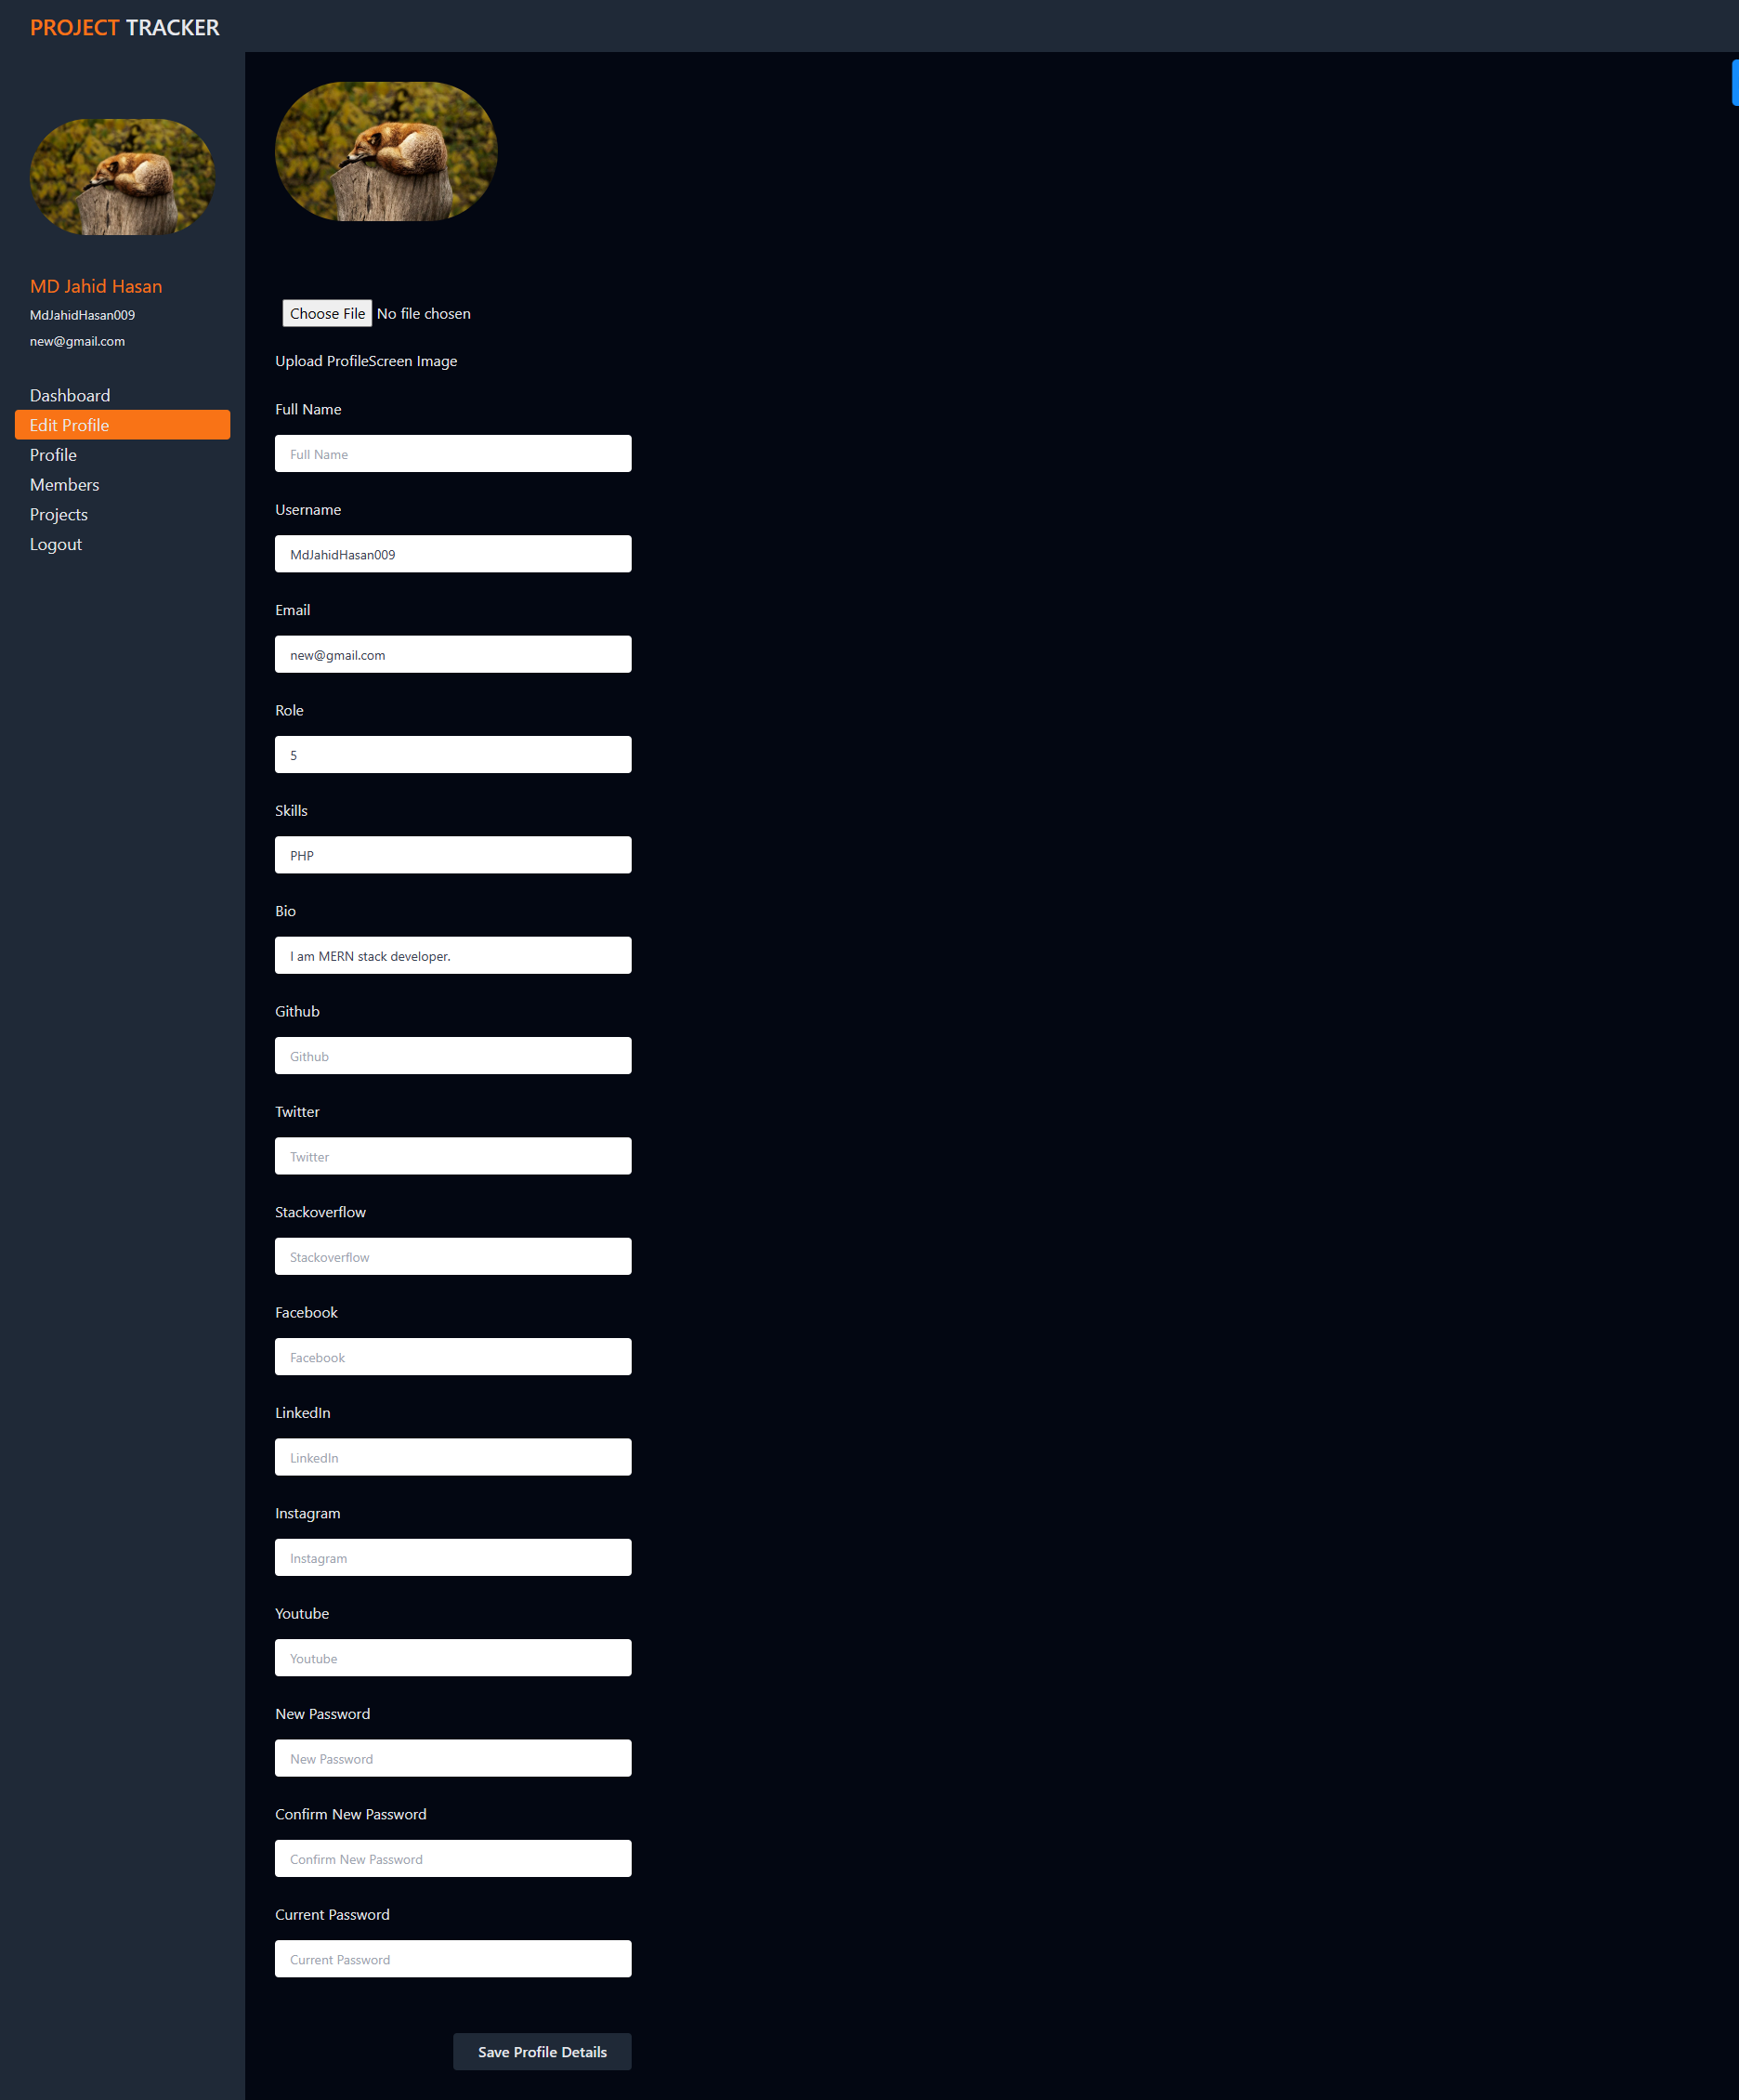 PROJECT TRACKER
MD Jahid Hasan
MdJahidHasan009
new@gmail.com
Dashboard
Edit Profile
Profile
Members
Projects
Logout
Choose File No file chosen
Upload ProfileScreen Image
Full Name
Full Name
Username
MdJahidHasan009
Email
new@gmail.com
Role
5
Skills
PHP
Bio
I am MERN stack developer.
Github
Github
Twitter
Twitter
Stackoverflow
Stackoverflow
Facebook
Facebook
LinkedIn
LinkedIn
Instagram
Instagram
Youtube
Youtube
New Password
New Password
Confirm New Password
Confirm New Password
Current Password
Current Password
Save Profile Details